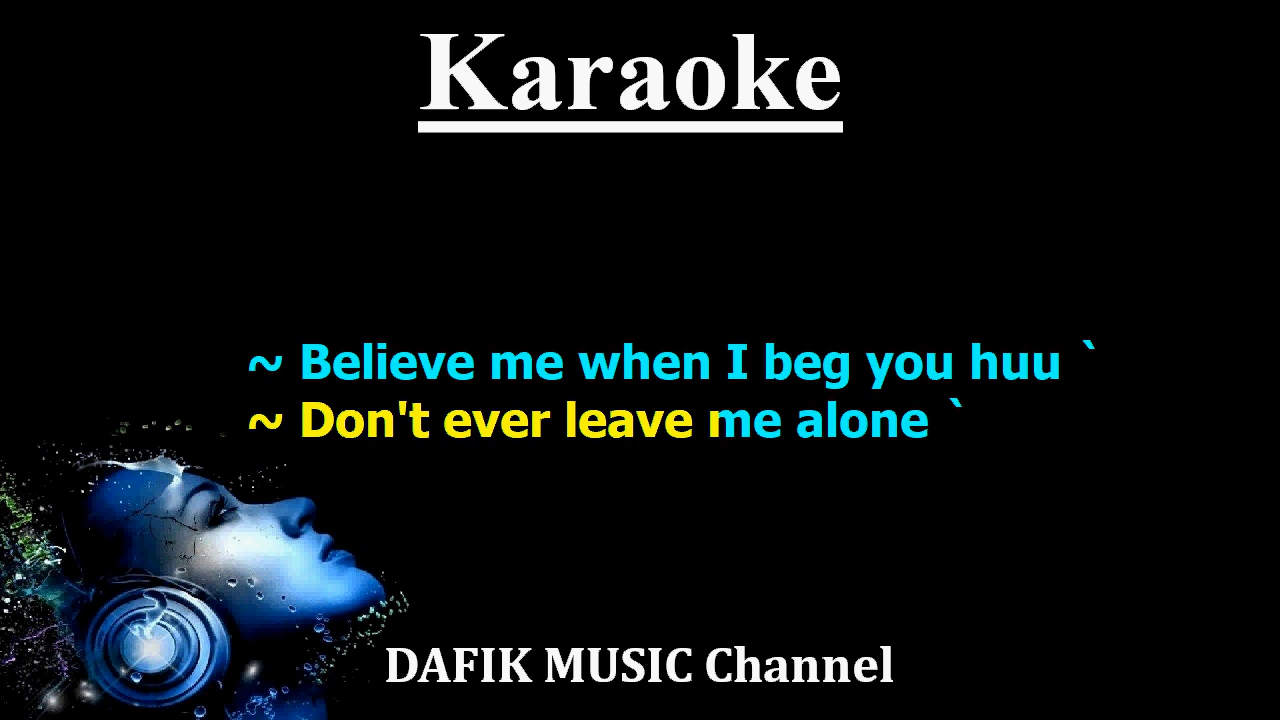 Karaoke
~ Believe me when I beg you huu `
~ Don't ever leave me alone `
DAFIK MUSIC Channel